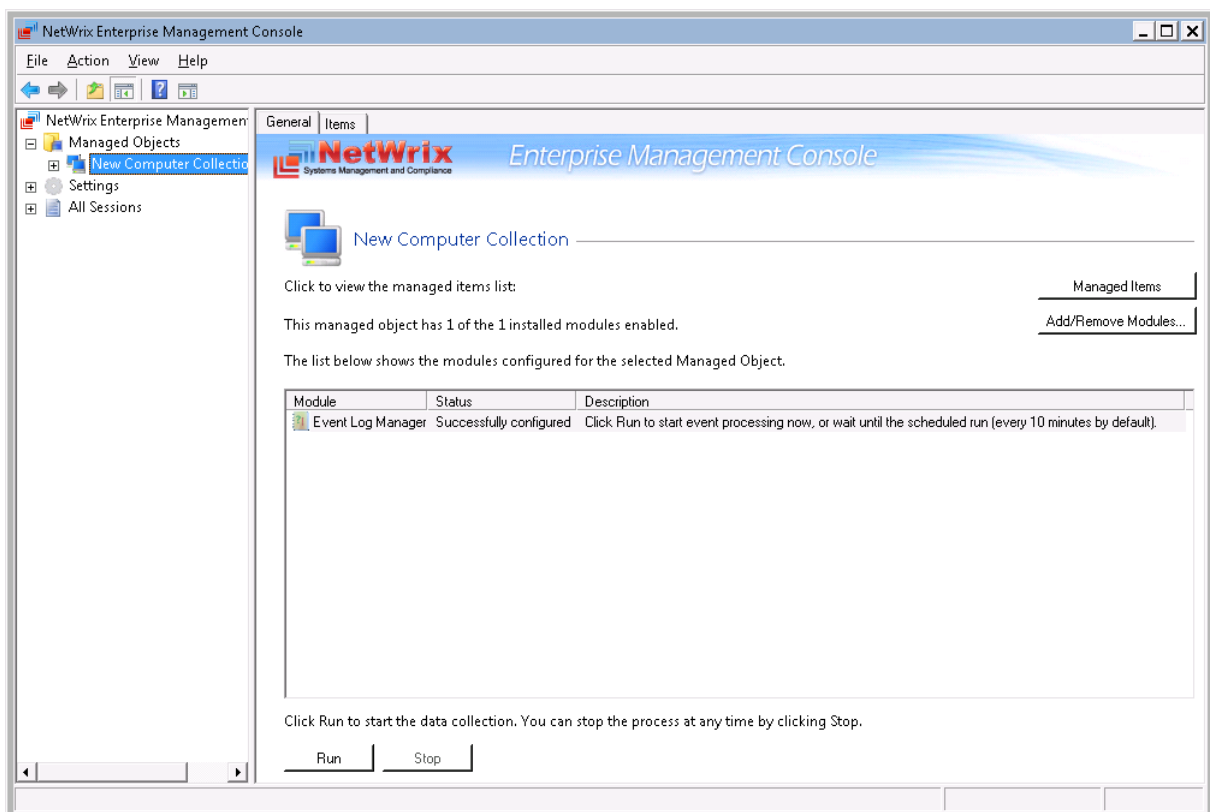 NetWrix Enterprise Management Console
File Action View Help
NetWrix Enterprise Managemen
Managed Objects
New Computer Collectio
Settings
All Sessions
General Items
NetWrix Enterprise Management Console
Systems Management and Compliance
New Computer Collection
Click to view the managed items list:
Managed Items
This managed object has 1 of the 1 installed modules enabled.
Add/Remove Modules...
The list below shows the modules configured for the selected Managed Object.
Module Status Description
Event Log Manager Successfully configured Click Run to start event processing now, or wait until the scheduled run (every 10 minutes by default).
Click Run to start the data collection. You can stop the process at any time by clicking Stop.
Run Stop